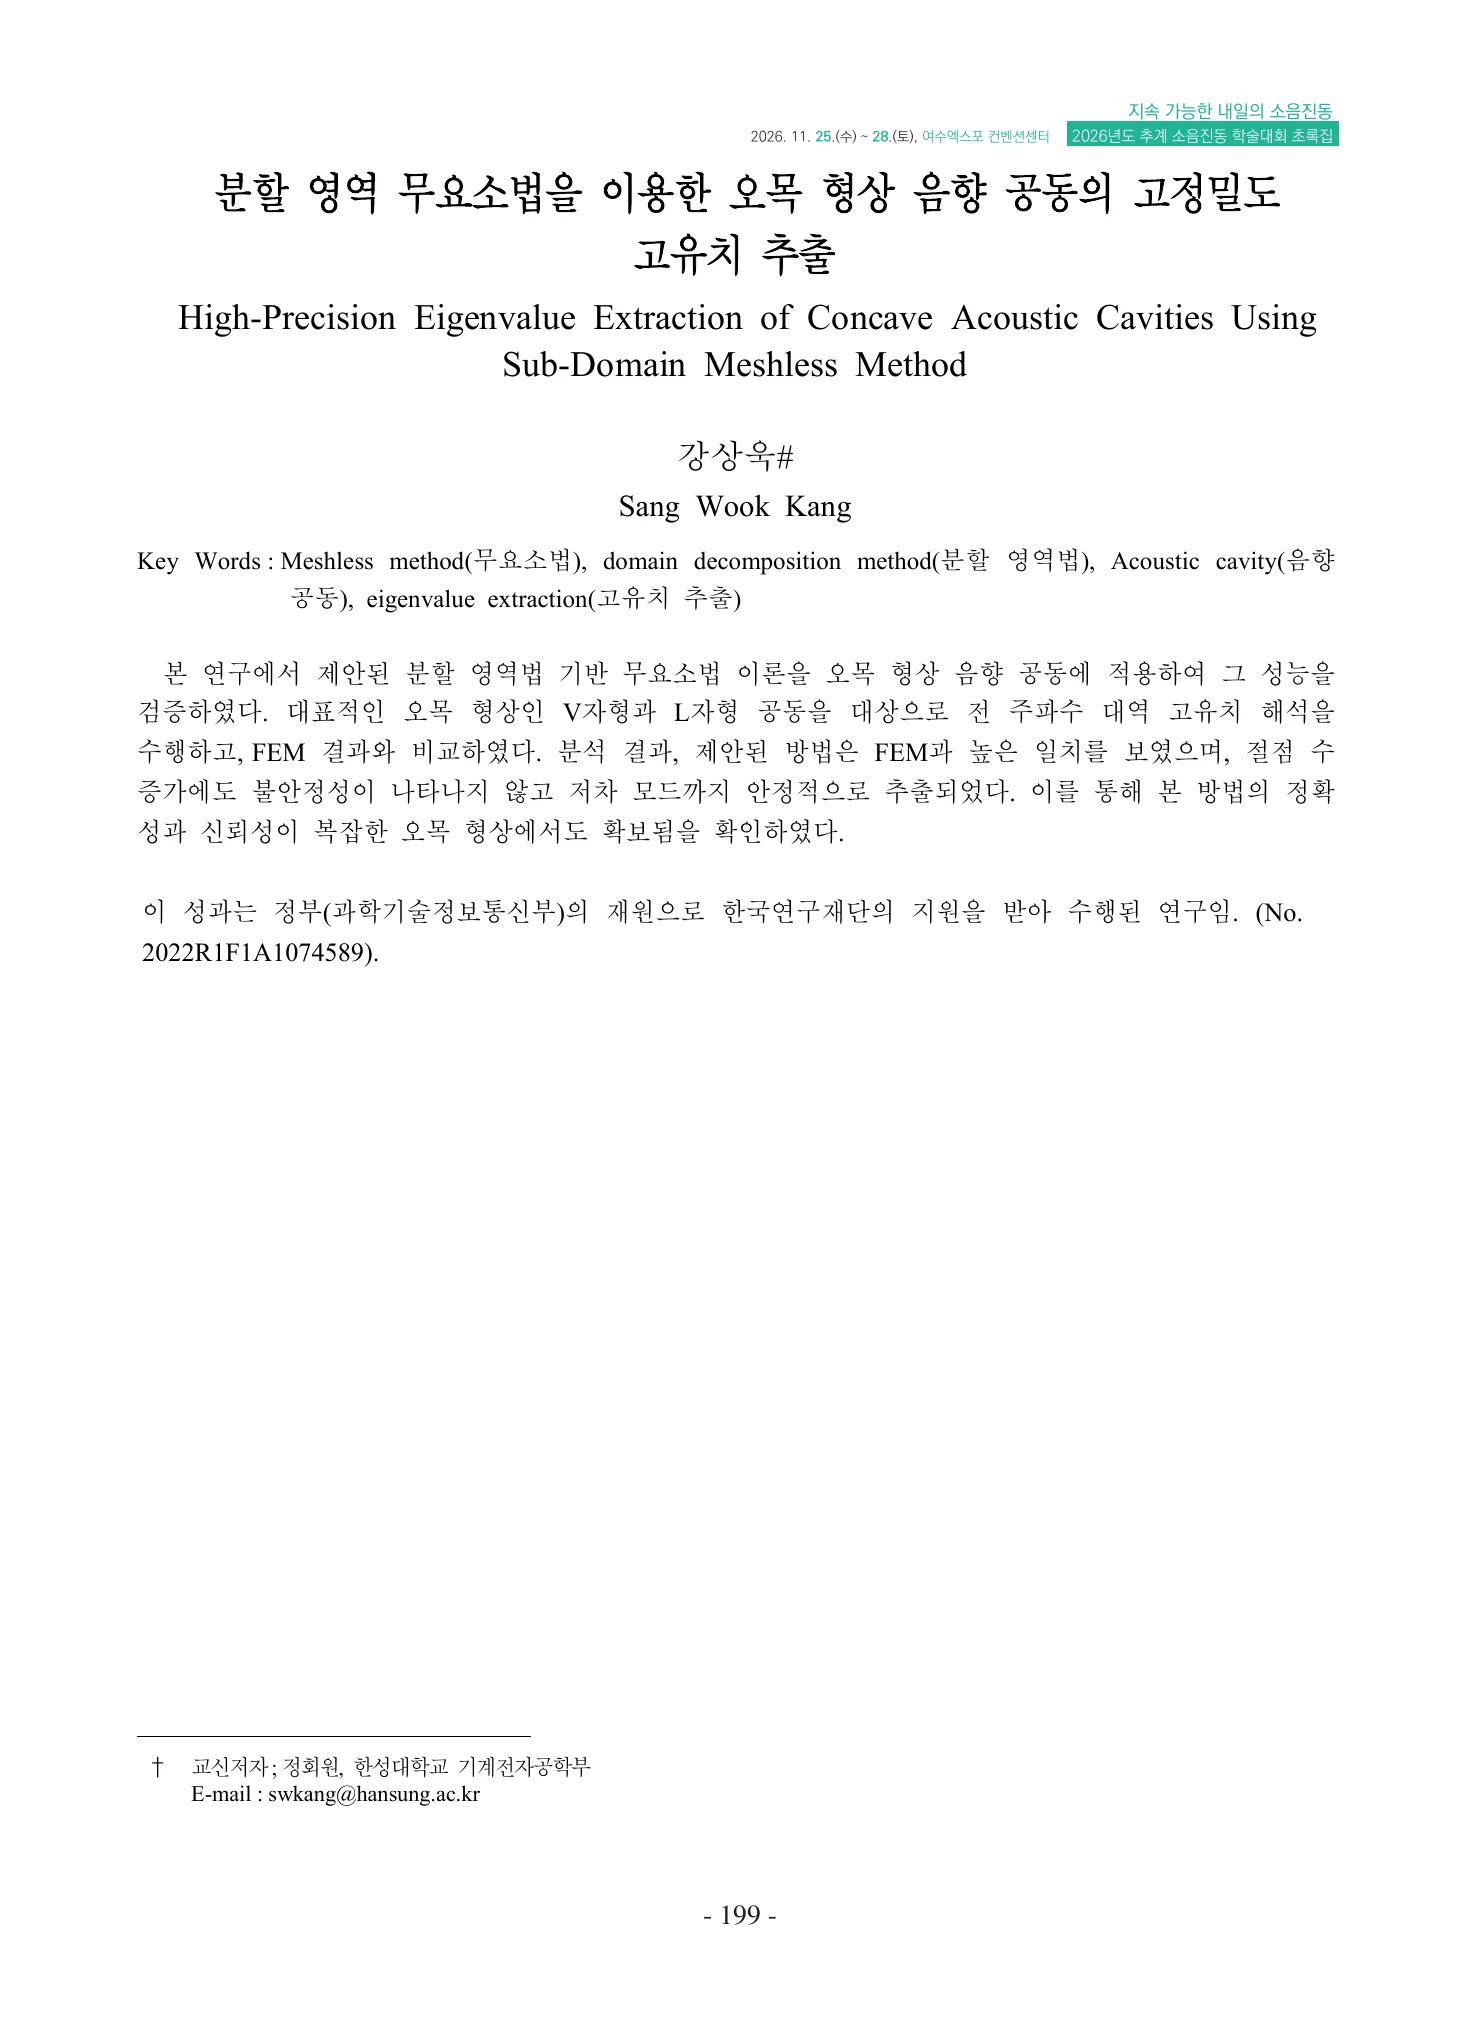 지속 가능한 내일의 소음진동
2026. 11. 25.(수) ~ 28.(토), 여수엑스포 컨벤션센터 2026년도 추계 소음진동 학술대회 초록집
분할 영역 무요소법을 이용한 오목 형상 음향 공동의 고정밀도
고유치 추출
High-Precision Eigenvalue Extraction of Concave Acoustic Cavities Using
Sub-Domain Meshless Method
강상욱#
Sang Wook Kang
Key Words : Meshless method(무요소법), domain decomposition method(분할 영역법), Acoustic cavity(음향
공동), eigenvalue extraction(고유치 추출)
본 연구에서 제안된 분할 영역법 기반 무요소법 이론을 오목 형상 음향 공동에 적용하여 그 성능을
검증하였다. 대표적인 오목 형상인 V자형과 L자형 공동을 대상으로 전 주파수 대역 고유치 해석을
수행하고, FEM 결과와 비교하였다. 분석 결과, 제안된 방법은 FEM과 높은 일치를 보였으며, 절점 수
증가에도 불안정성이 나타나지 않고 저차 모드까지 안정적으로 추출되었다. 이를 통해 본 방법의 정확
성과 신뢰성이 복잡한 오목 형상에서도 확보됨을 확인하였다.
이 성과는 정부(과학기술정보통신부)의 재원으로 한국연구재단의 지원을 받아 수행된 연구임. (No.
2022R1F1A1074589).
† 교신저자; 정회원, 한성대학교 기계전자공학부
E-mail : swkang@hansung.ac.kr
- 199 -